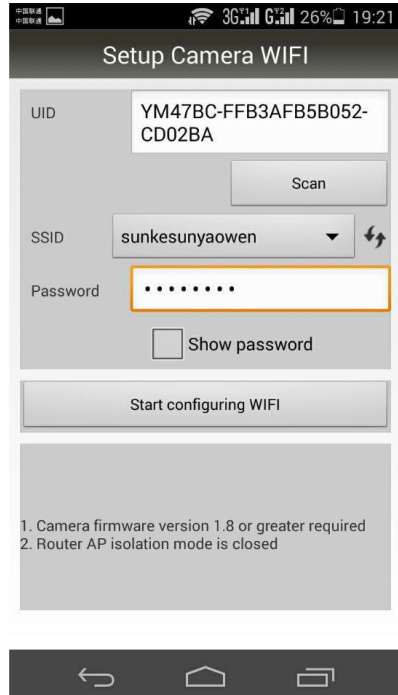 中国联通
中国联通
3G 1 G 2 26% 19:21
Setup Camera WIFI
UID
YM47BC-FFB3AFB5B052-
CD02BA
Scan
SSID
sunkesunyaowen
Password
••••••••
Show password
Start configuring WIFI
1. Camera firmware version 1.8 or greater required
2. Router AP isolation mode is closed